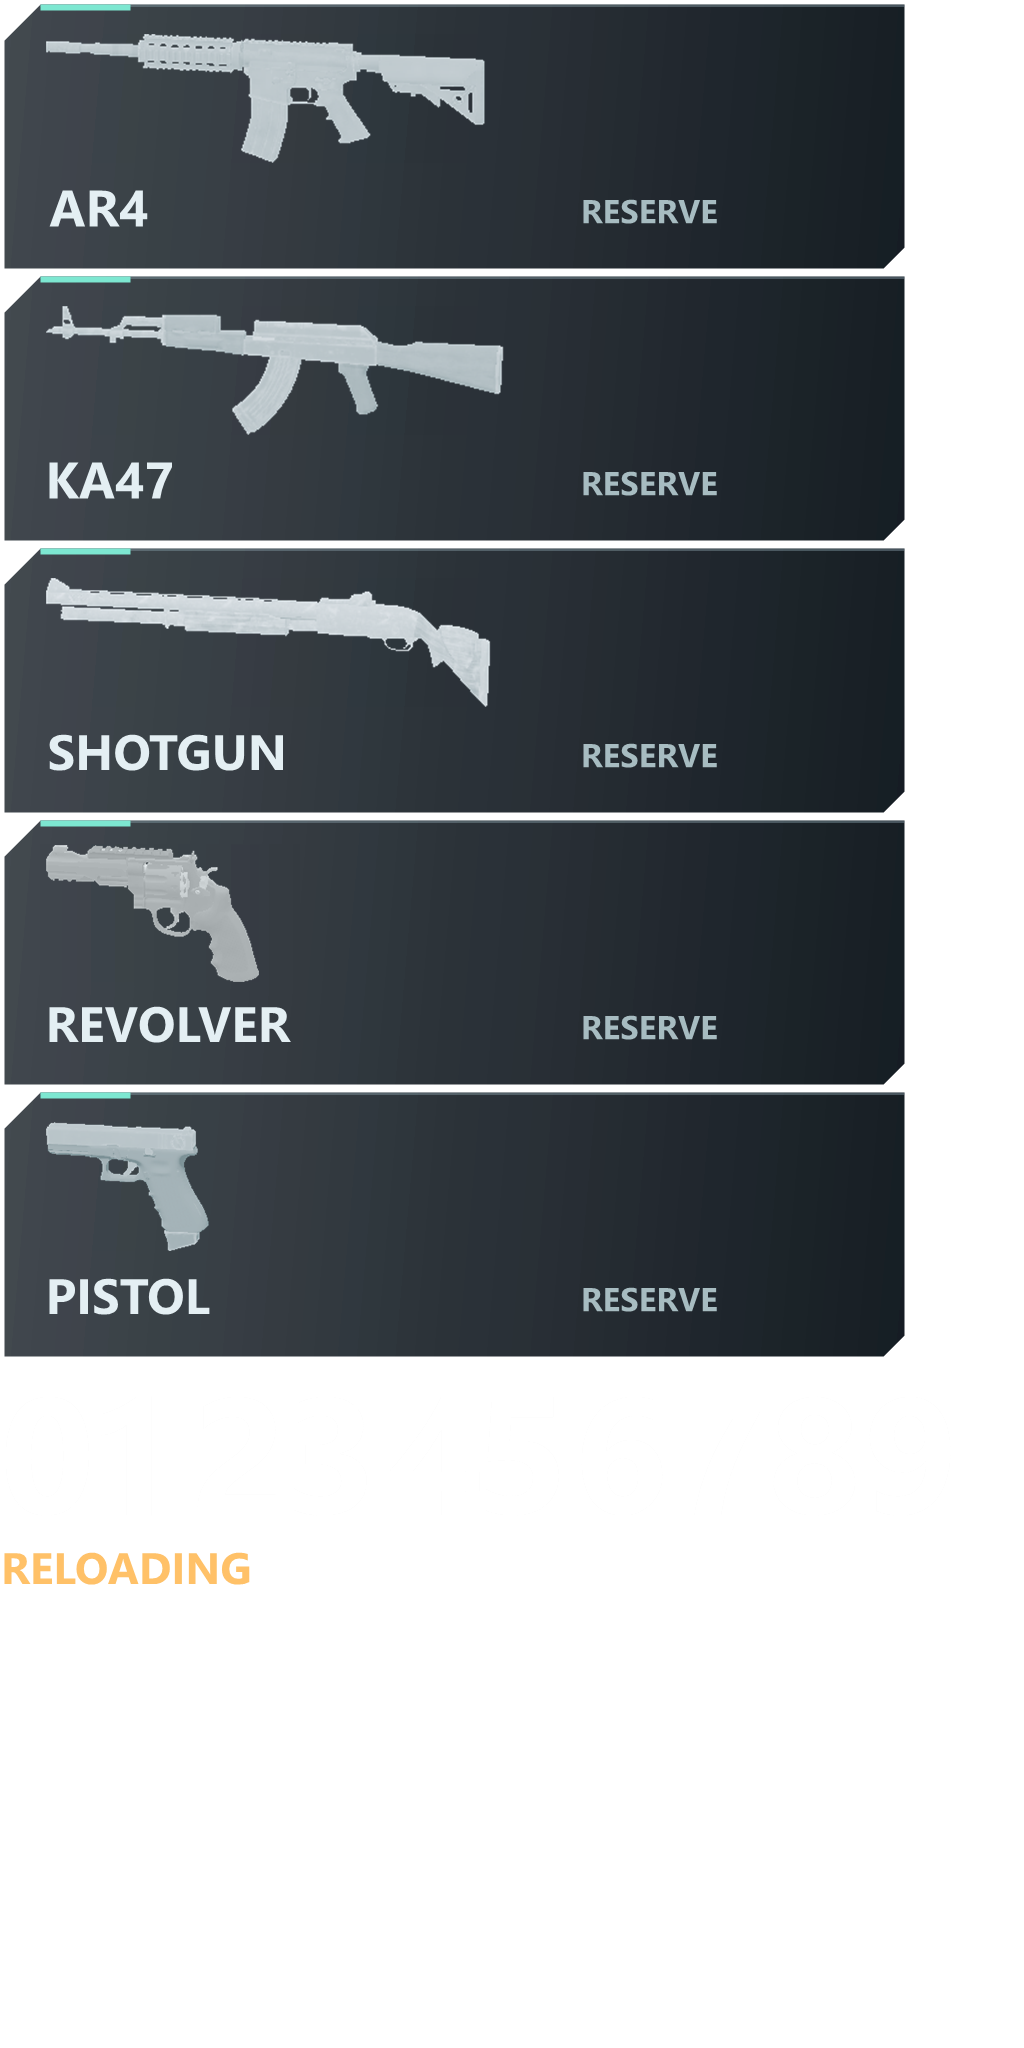 AR4
RESERVE
KA47
RESERVE
SHOTGUN
RESERVE
REVOLVER
RESERVE
PISTOL
RESERVE
RELOADING